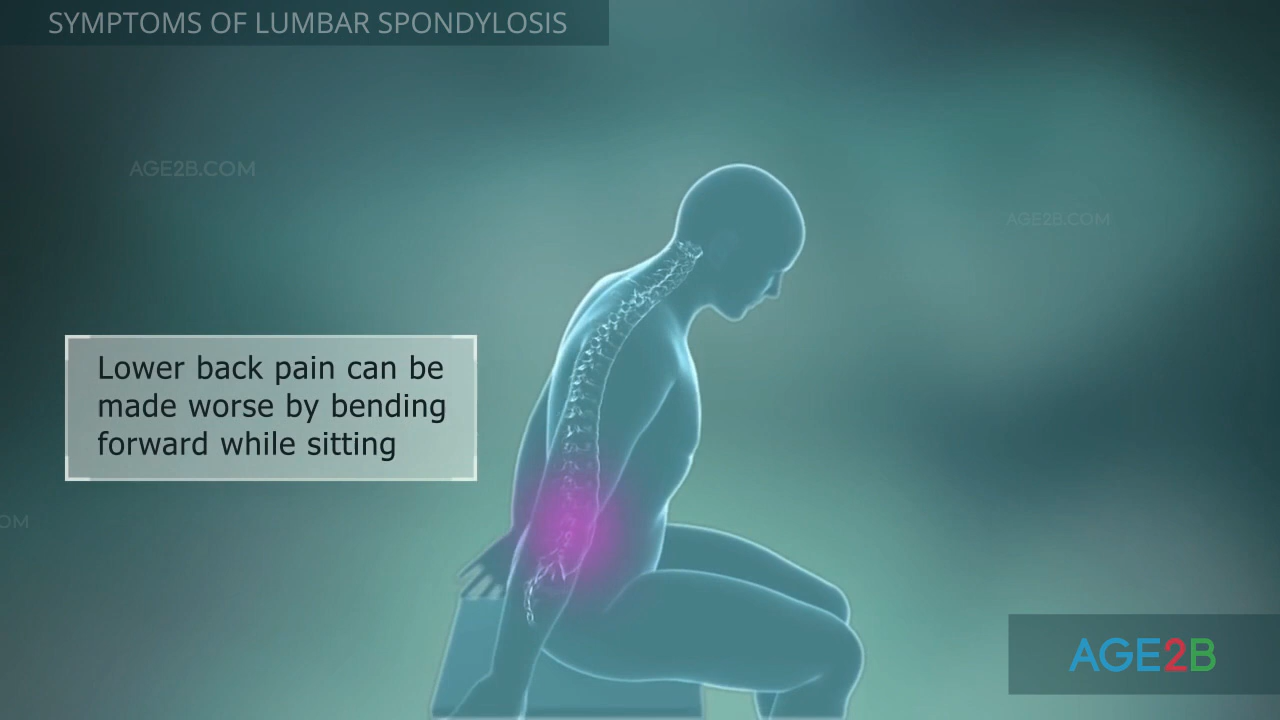 SYMPTOMS OF LUMBAR SPONDYLOSIS
AGE2B.COM
AGE2B.COM
Lower back pain can be
made worse by bending
forward while sitting
OM
AGE2B